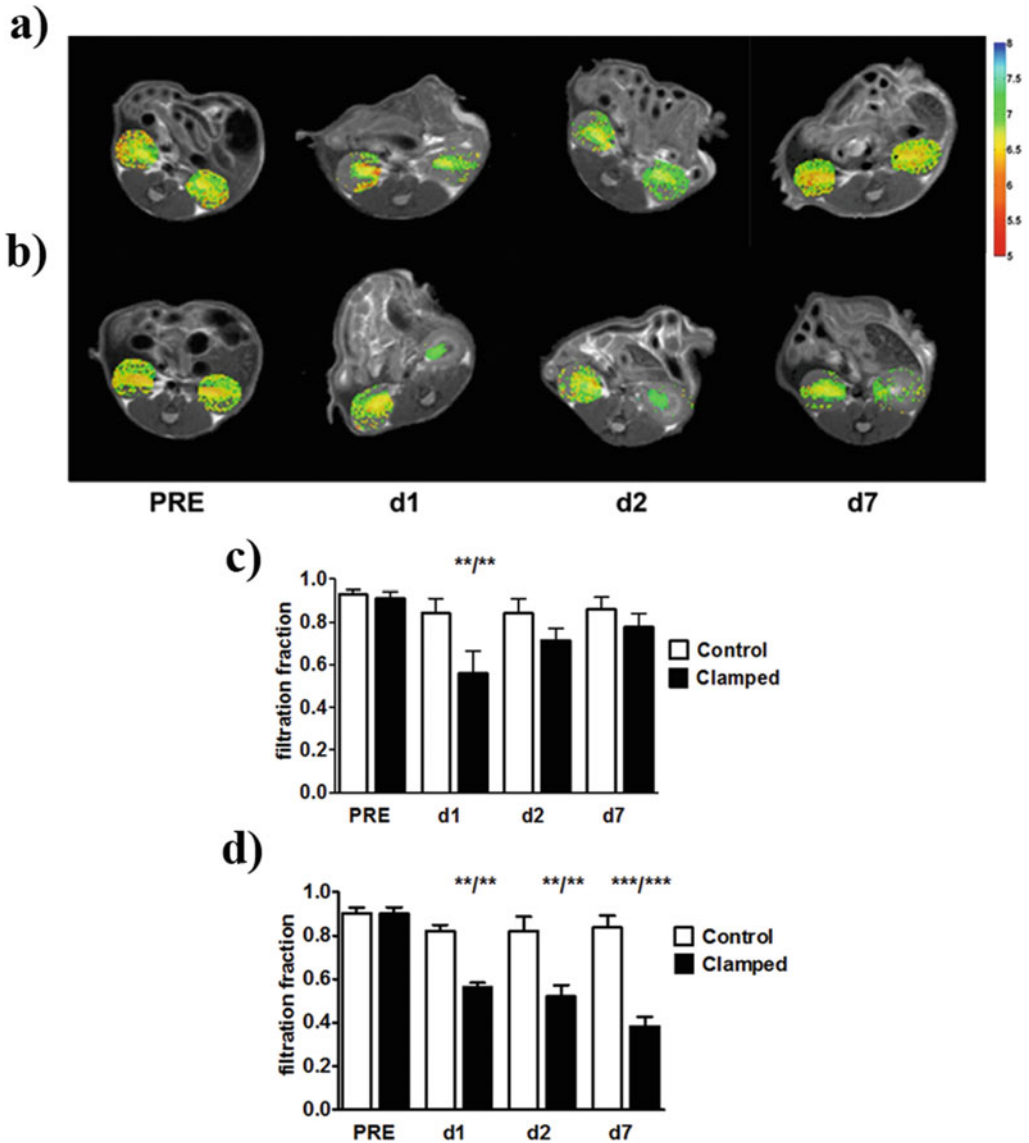 a)
8
7.5
7
6.5
6
5.5
5
b)
PRE d1 d2 d7
c)
**/**
1.0
0.8
0.6
0.4
0.2
0.0
filtration fraction
Control
Clamped
PRE d1 d2 d7
d)
**/** **/** ***/***
1.0
0.8
0.6
0.4
0.2
0.0
filtration fraction
Control
Clamped
PRE d1 d2 d7